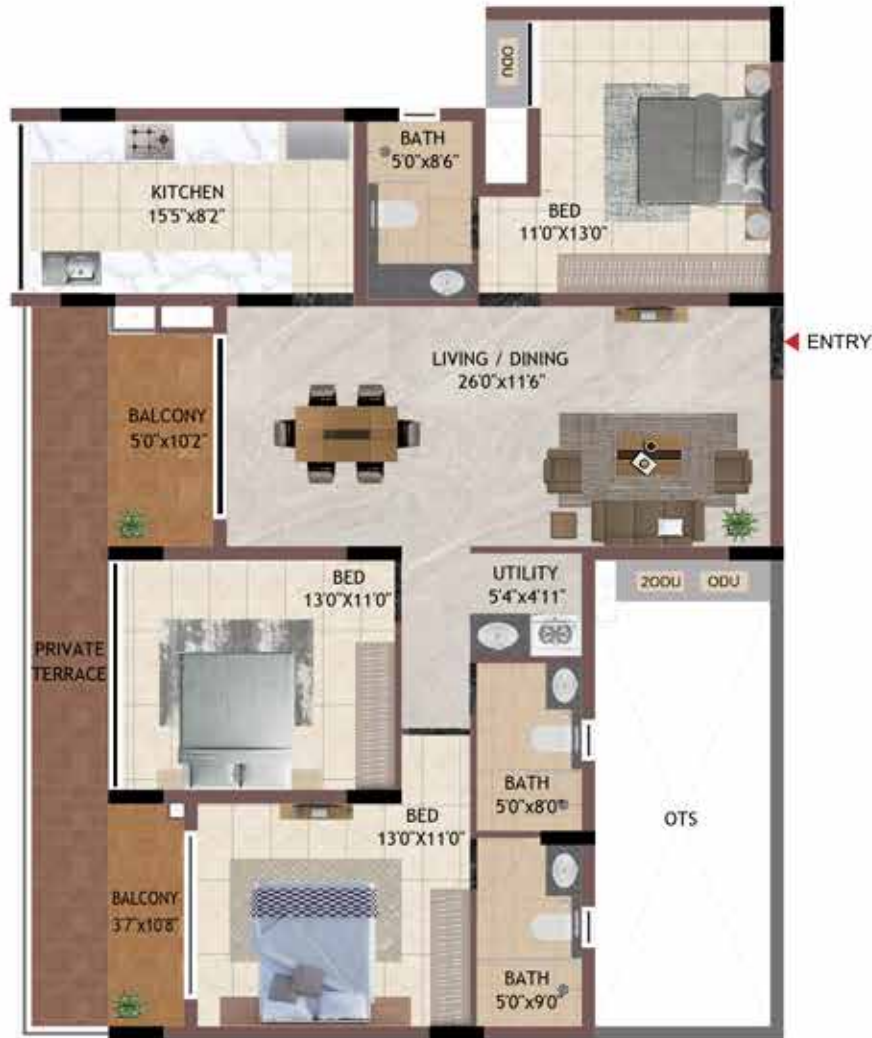 ODU
BATH
5'0"x8'6"
KITCHEN
15'5"x8'2"
BED
11'0"X13'0"
ENTRY
LIVING / DINING
26'0"x11'6"
BALCONY
5'0"x10'2"
BED
13'0"X11'0"
UTILITY
5'4"x4'11"
2ODU
ODU
PRIVATE
TERRACE
BATH
5'0"x8'0"
BED
13'0"X11'0"
OTS
BALCONY
3'7"x10'8"
BATH
5'0"x9'0"